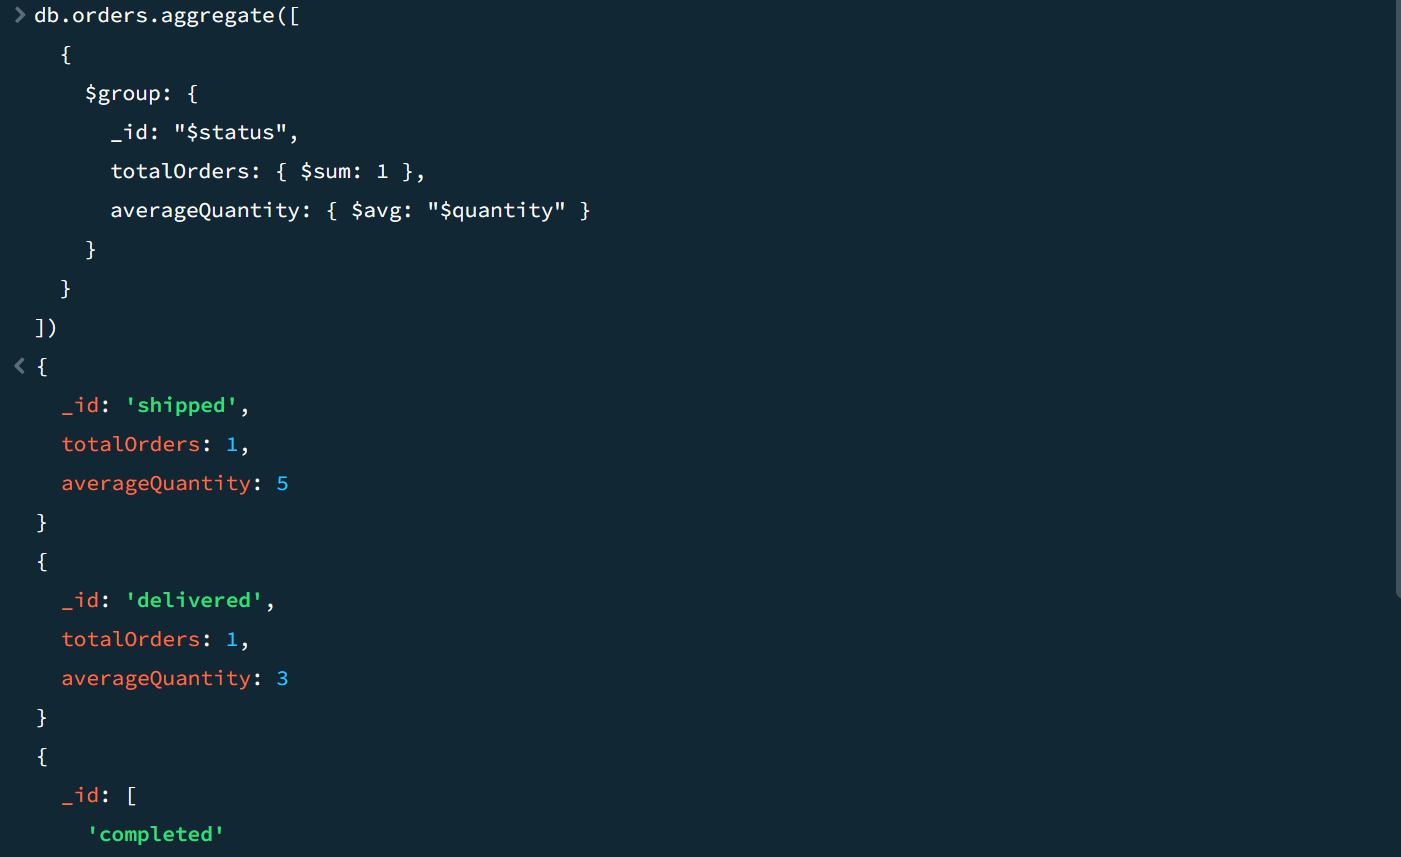 db.orders.aggregate([
{
$group: {
_id: "$status",
totalOrders: { $sum: 1 },
averageQuantity: { $avg: "$quantity" }
}
}
])
{
_id: 'shipped',
totalOrders: 1,
averageQuantity: 5
}
{
_id: 'delivered',
totalOrders: 1,
averageQuantity: 3
}
{
_id: [
'completed'